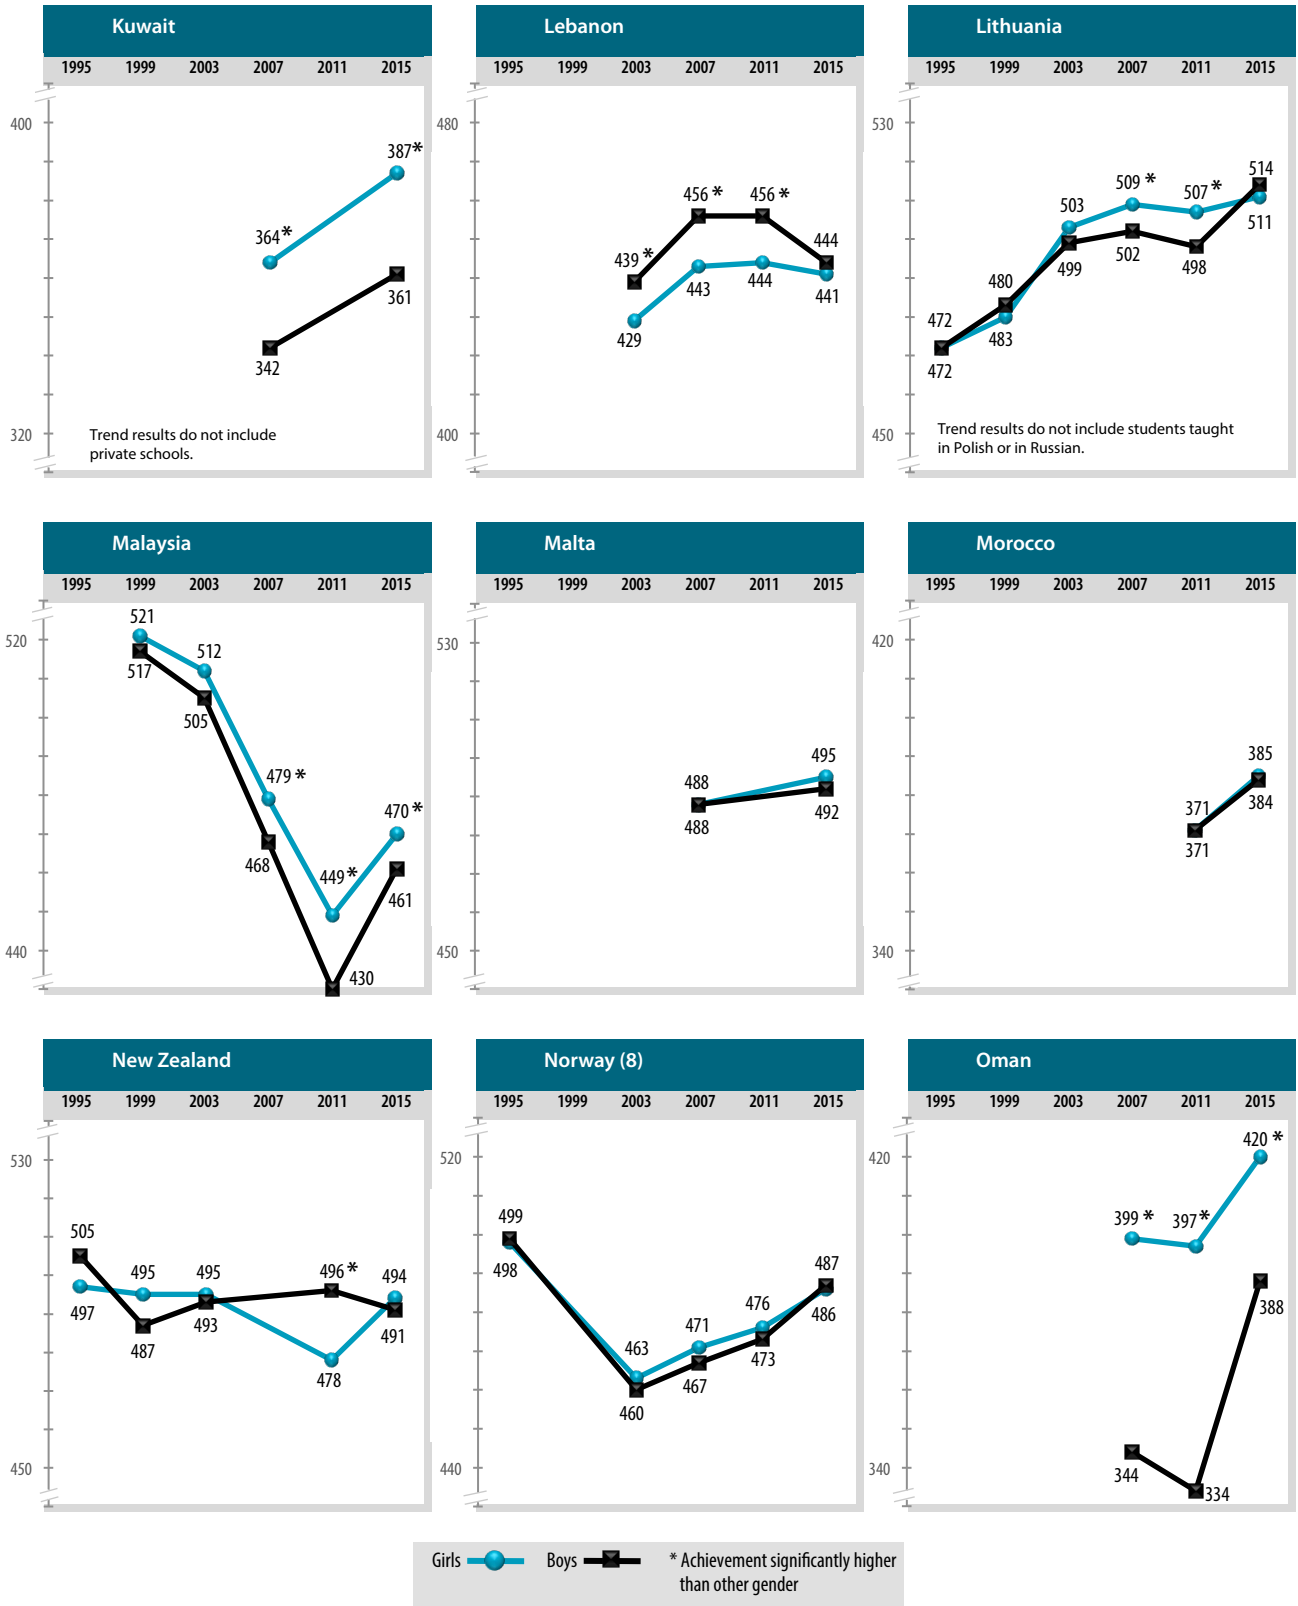 Kuwait
1995 1999 2003 2007 2011 2015
400
387*
364*
361
342
320
Trend results do not include
private schools.
Lebanon
1995 1999 2003 2007 2011 2015
480
456 * 456 *
439 * 444
443 444 441
429
400
Lithuania
1995 1999 2003 2007 2011 2015
530
514
509 * 507 *
503 511
499 502 498
480
472 483
472
450
Trend results do not include students taught
in Polish or in Russian.
Malaysia
1995 1999 2003 2007 2011 2015
521
520
512
517
505
479 *
470 *
468 449 *
461
440
430
Malta
1995 1999 2003 2007 2011 2015
530
495
488
492
488
450
Morocco
1995 1999 2003 2007 2011 2015
420
385
371 384
371
340
New Zealand
1995 1999 2003 2007 2011 2015
530
505
495 495 496 * 494
497 493 491
487
478
450
Norway (8)
1995 1999 2003 2007 2011 2015
520
499
498 487
476 486
463 471
473
460 467
440
Oman
1995 1999 2003 2007 2011 2015
420 *
420
399 * 397 *
388
344
340
334
Girls Boys * Achievement significantly higher
than other gender